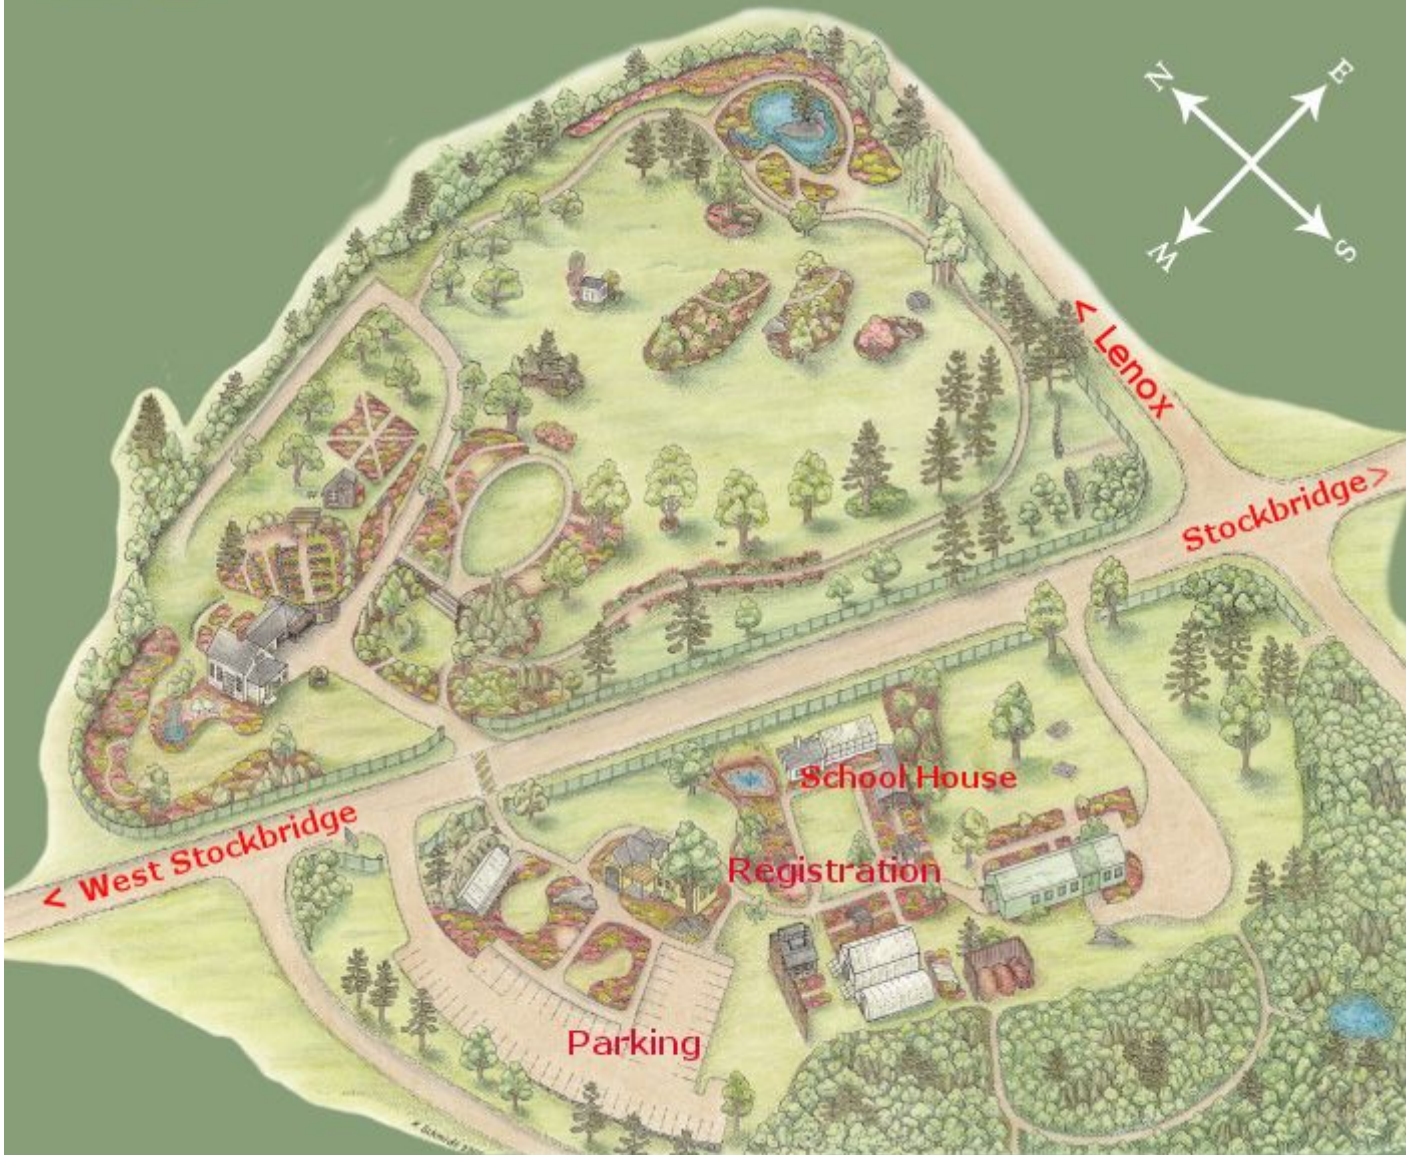 N
E
W
S
< Lenox
Stockbridge>
School House
< West Stockbridge
Registration
Parking